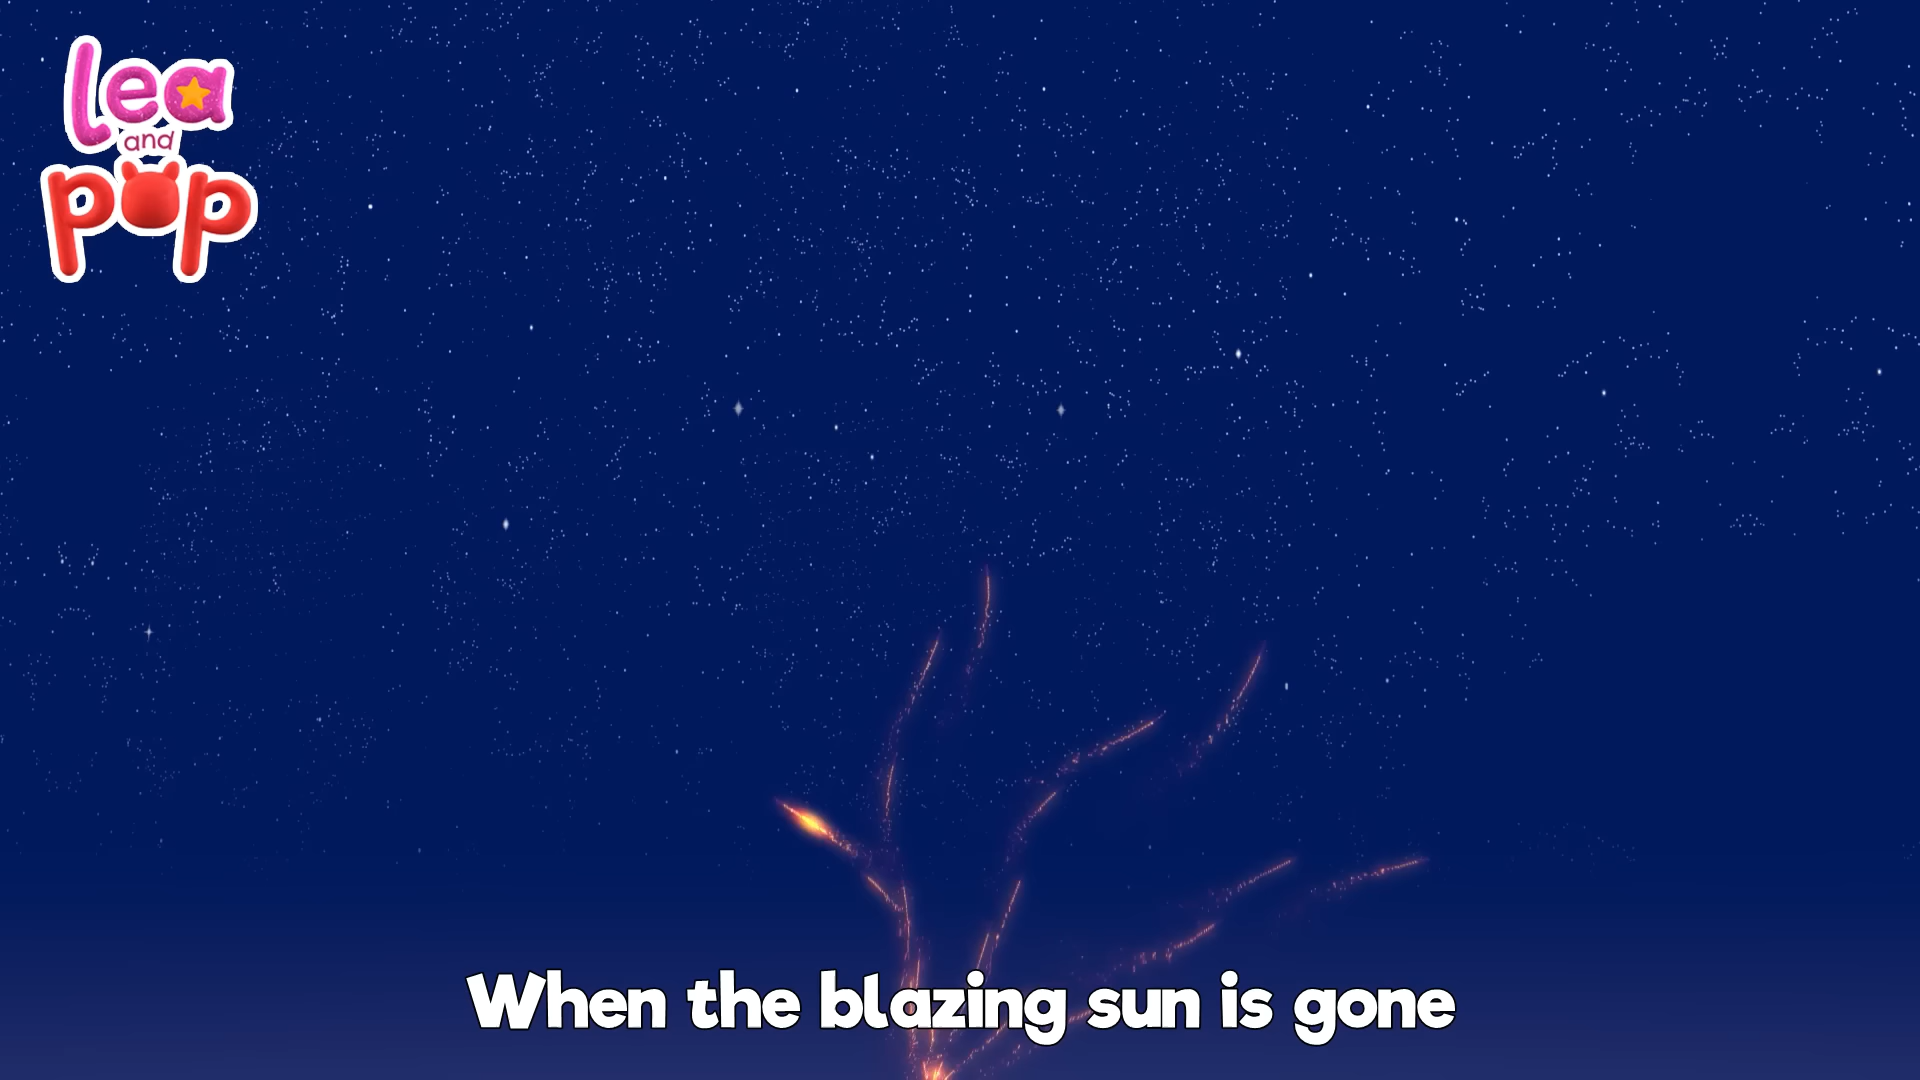 lea
and
pop
When the blazing sun is gone